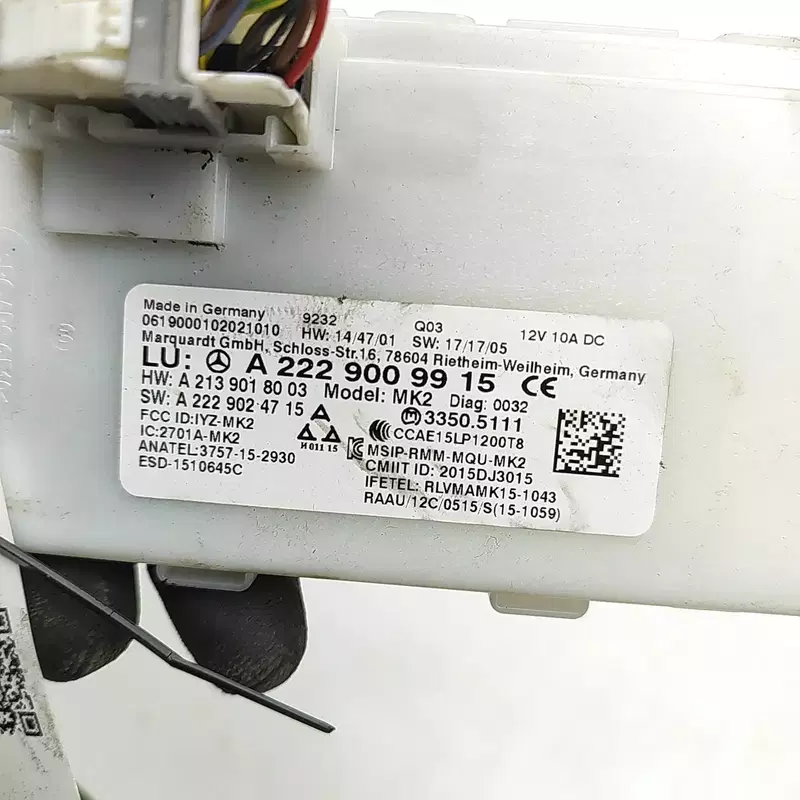 Made in Germany 9232 Q03 12V 10A DC
0619000102021010 HW: 14/47/01 SW: 17/17/05
Marquardt GmbH, Schloss-Str.16, 78604 Rietheim-Weilheim, Germany
LU: A 222 900 99 15 CE
HW: A 213 901 80 03 Model: MK2 Diag: 0032
SW: A 222 902 47 15 3350.5111
FCC ID:IYZ-MK2 CCAE15LP1200T8
IC:2701A-MK2 H 011 15 MSIP-RMM-MQU-MK2
ANATEL:3757-15-2930 CMIIT ID: 2015DJ3015
ESD-1510645C IFETEL: RLVMAMK15-1043
RAAU/12C/0515/S(15-1059)